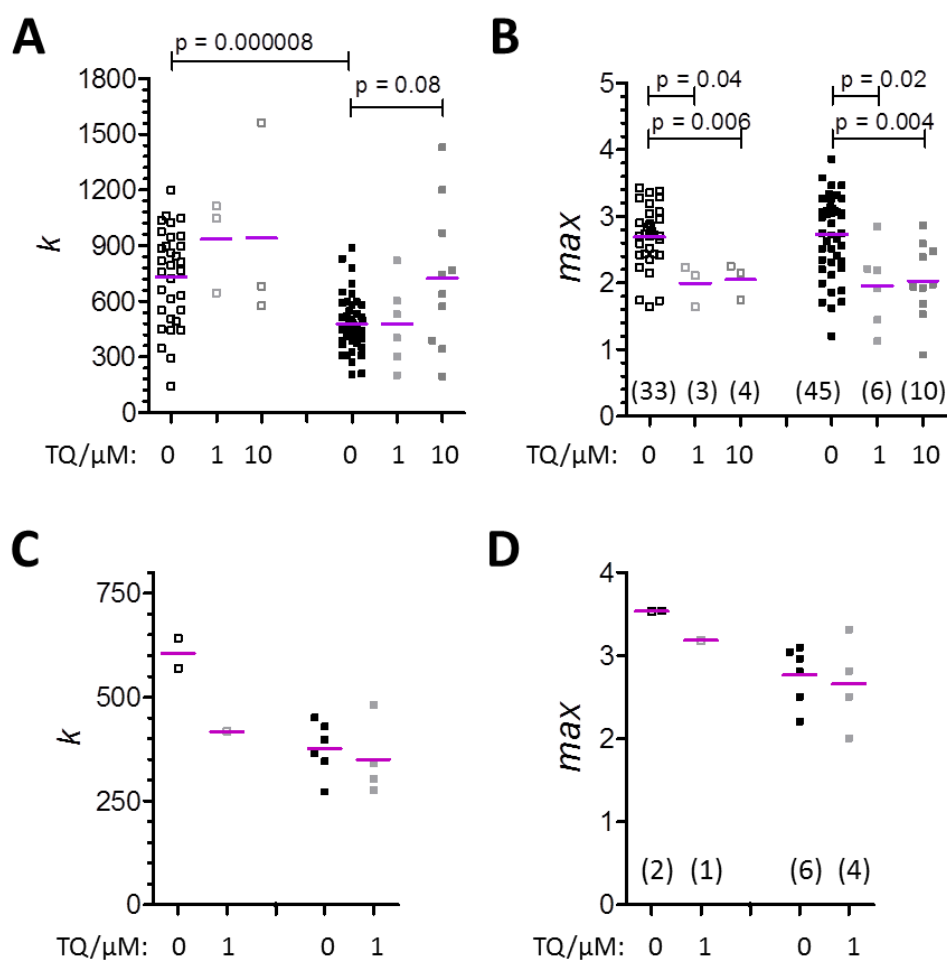 A
p = 0.000008
p = 0.08
1800
1500
1200
900
600
300
0
k
TQ/µM: 0 1 10 0 1 10
B
p = 0.04
p = 0.02
p = 0.006
p = 0.004
5
4
3
2
1
0
max
(33) (3) (4) (45) (6) (10)
TQ/µM: 0 1 10 0 1 10
C
750
500
250
0
k
TQ/µM: 0 1 0 1
D
4
3
2
1
0
max
(2) (1) (6) (4)
TQ/µM: 0 1 0 1